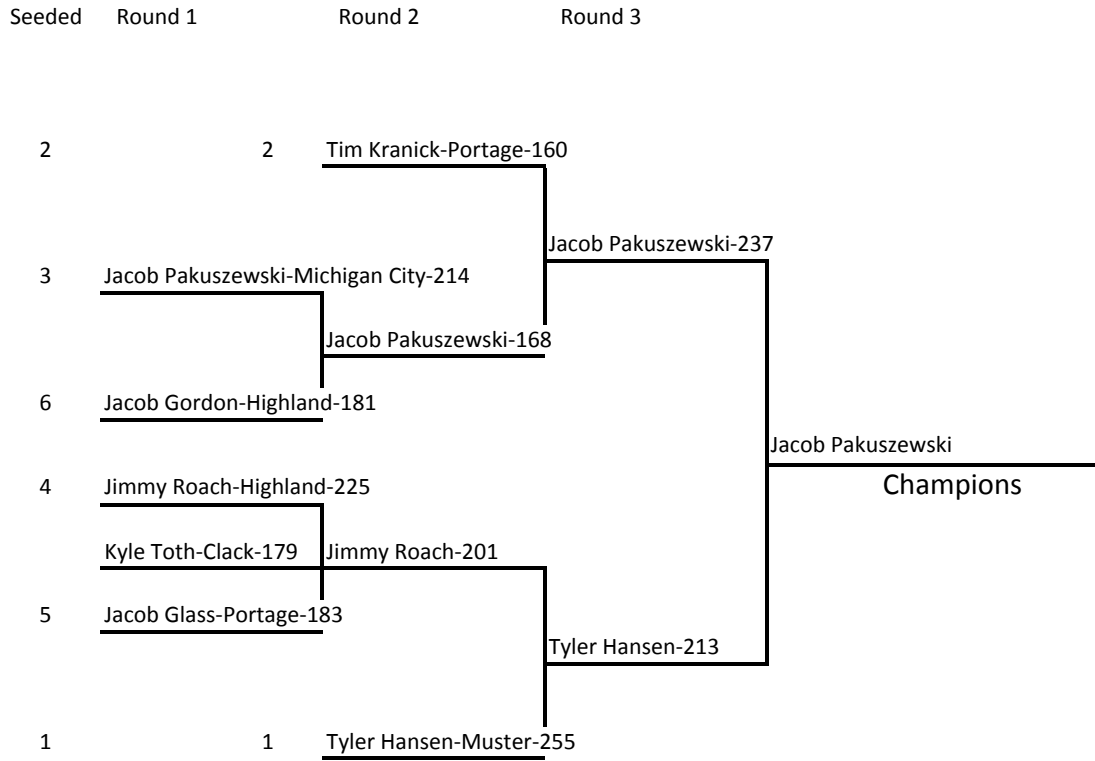 Seeded Round 1 Round 2 Round 3
2 2 Tim Kranick-Portage-160
Jacob Pakuszewski-237
3 Jacob Pakuszewski-Michigan City-214
Jacob Pakuszewski-168
6 Jacob Gordon-Highland-181
Jacob Pakuszewski
4 Jimmy Roach-Highland-225 Champions
Kyle Toth-Clack-179 Jimmy Roach-201
5 Jacob Glass-Portage-183
Tyler Hansen-213
1 1 Tyler Hansen-Muster-255